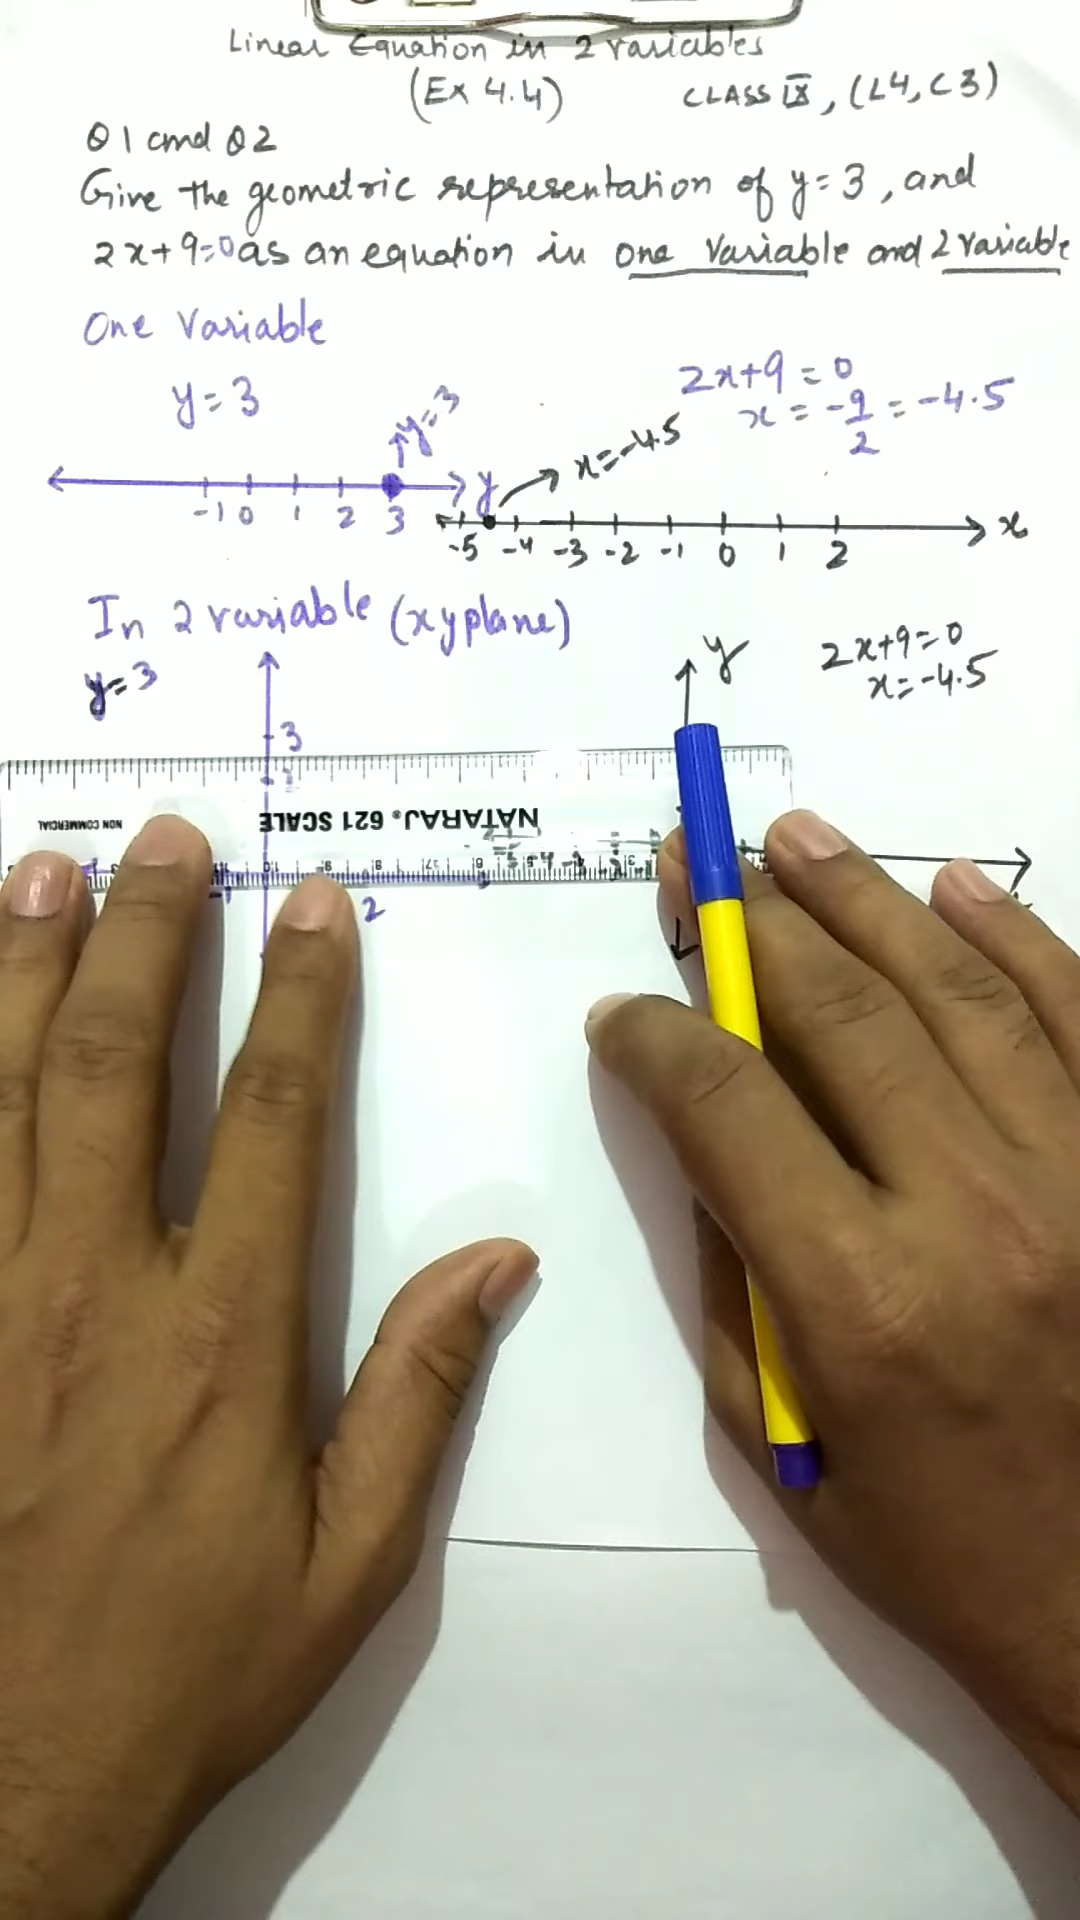 Linear Equation in 2 variables
(Ex 4.4) CLASS IX, (L4, C3)
Q1 and Q2
Give the geometric representation of y=3, and
2x+9=0 as an equation in one variable and 2 variable
One Variable
y=3
2x+9=0
x = -9/2 = -4.5
y=3
x=-4.5
y
-1 0 1 2 3
-5 -4 -3 -2 -1 0 1 2
x
In 2 variable (xy plane)
y=3
y
2x+9=0
x=-4.5
3
NATARAJ 621 SCALE
NON COMMERCIAL
-1
2